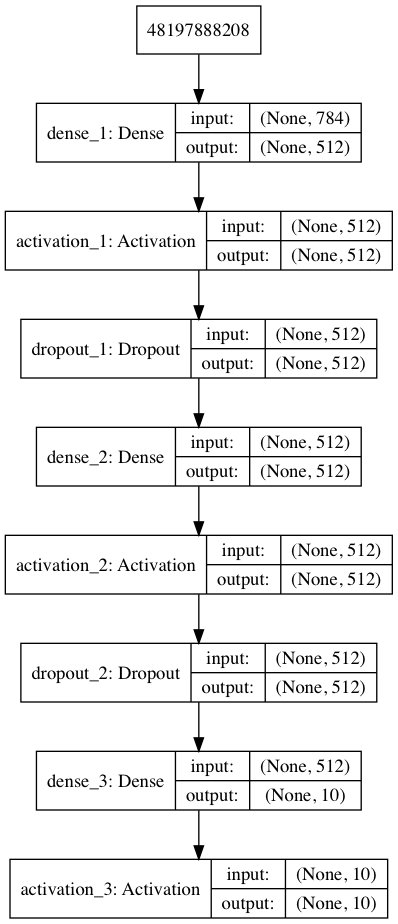 48197888208
dense_1: Dense
input: (None, 784)
output: (None, 512)
activation_1: Activation
input: (None, 512)
output: (None, 512)
dropout_1: Dropout
input: (None, 512)
output: (None, 512)
dense_2: Dense
input: (None, 512)
output: (None, 512)
activation_2: Activation
input: (None, 512)
output: (None, 512)
dropout_2: Dropout
input: (None, 512)
output: (None, 512)
dense_3: Dense
input: (None, 512)
output: (None, 10)
activation_3: Activation
input: (None, 10)
output: (None, 10)